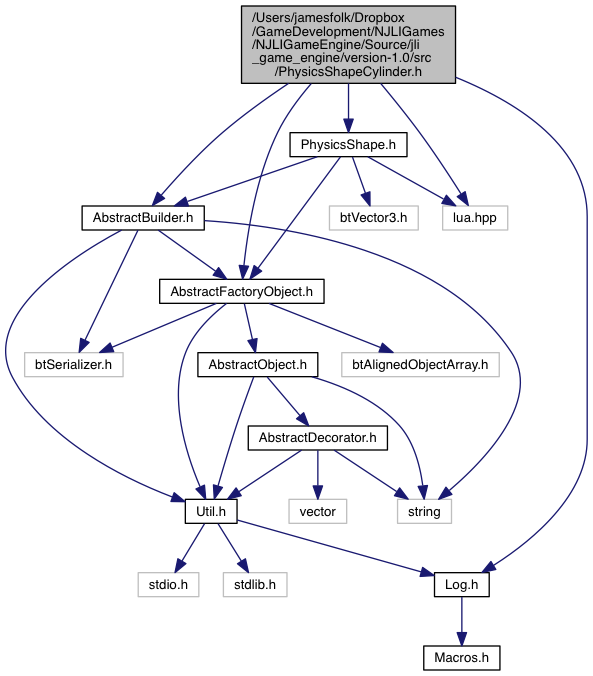 /Users/jamesfolk/Dropbox
/GameDevelopment/NJLIGames
/NJLIGameEngine/Source/jli
_game_engine/version-1.0/src
/PhysicsShapeCylinder.h
PhysicsShape.h
AbstractBuilder.h
btVector3.h
lua.hpp
AbstractFactoryObject.h
btSerializer.h
AbstractObject.h
btAlignedObjectArray.h
AbstractDecorator.h
Util.h
vector
string
stdio.h
stdlib.h
Log.h
Macros.h